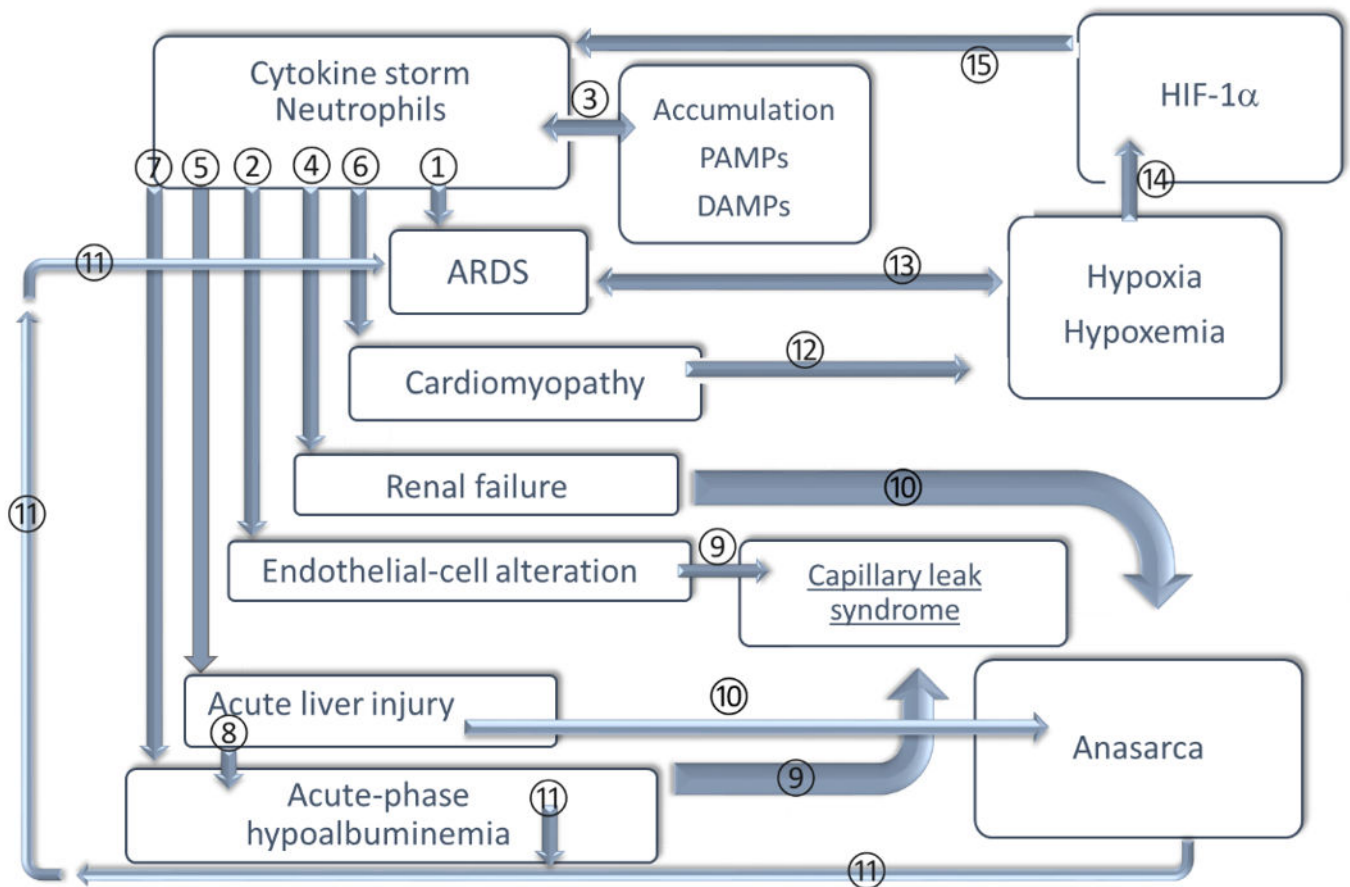 Cytokine storm
Neutrophils
③
Accumulation
PAMPs
DAMPs
⑮
HIF-1α
⑦ ⑤ ② ④ ⑥ ①
⑭
⑪
ARDS
⑬
Hypoxia
Hypoxemia
Cardiomyopathy
⑫
Renal failure
⑩
⑪
Endothelial-cell alteration
⑨
Capillary leak
syndrome
Acute liver injury
⑩
⑧
Anasarca
Acute-phase
hypoalbuminemia
⑪
⑨
⑪